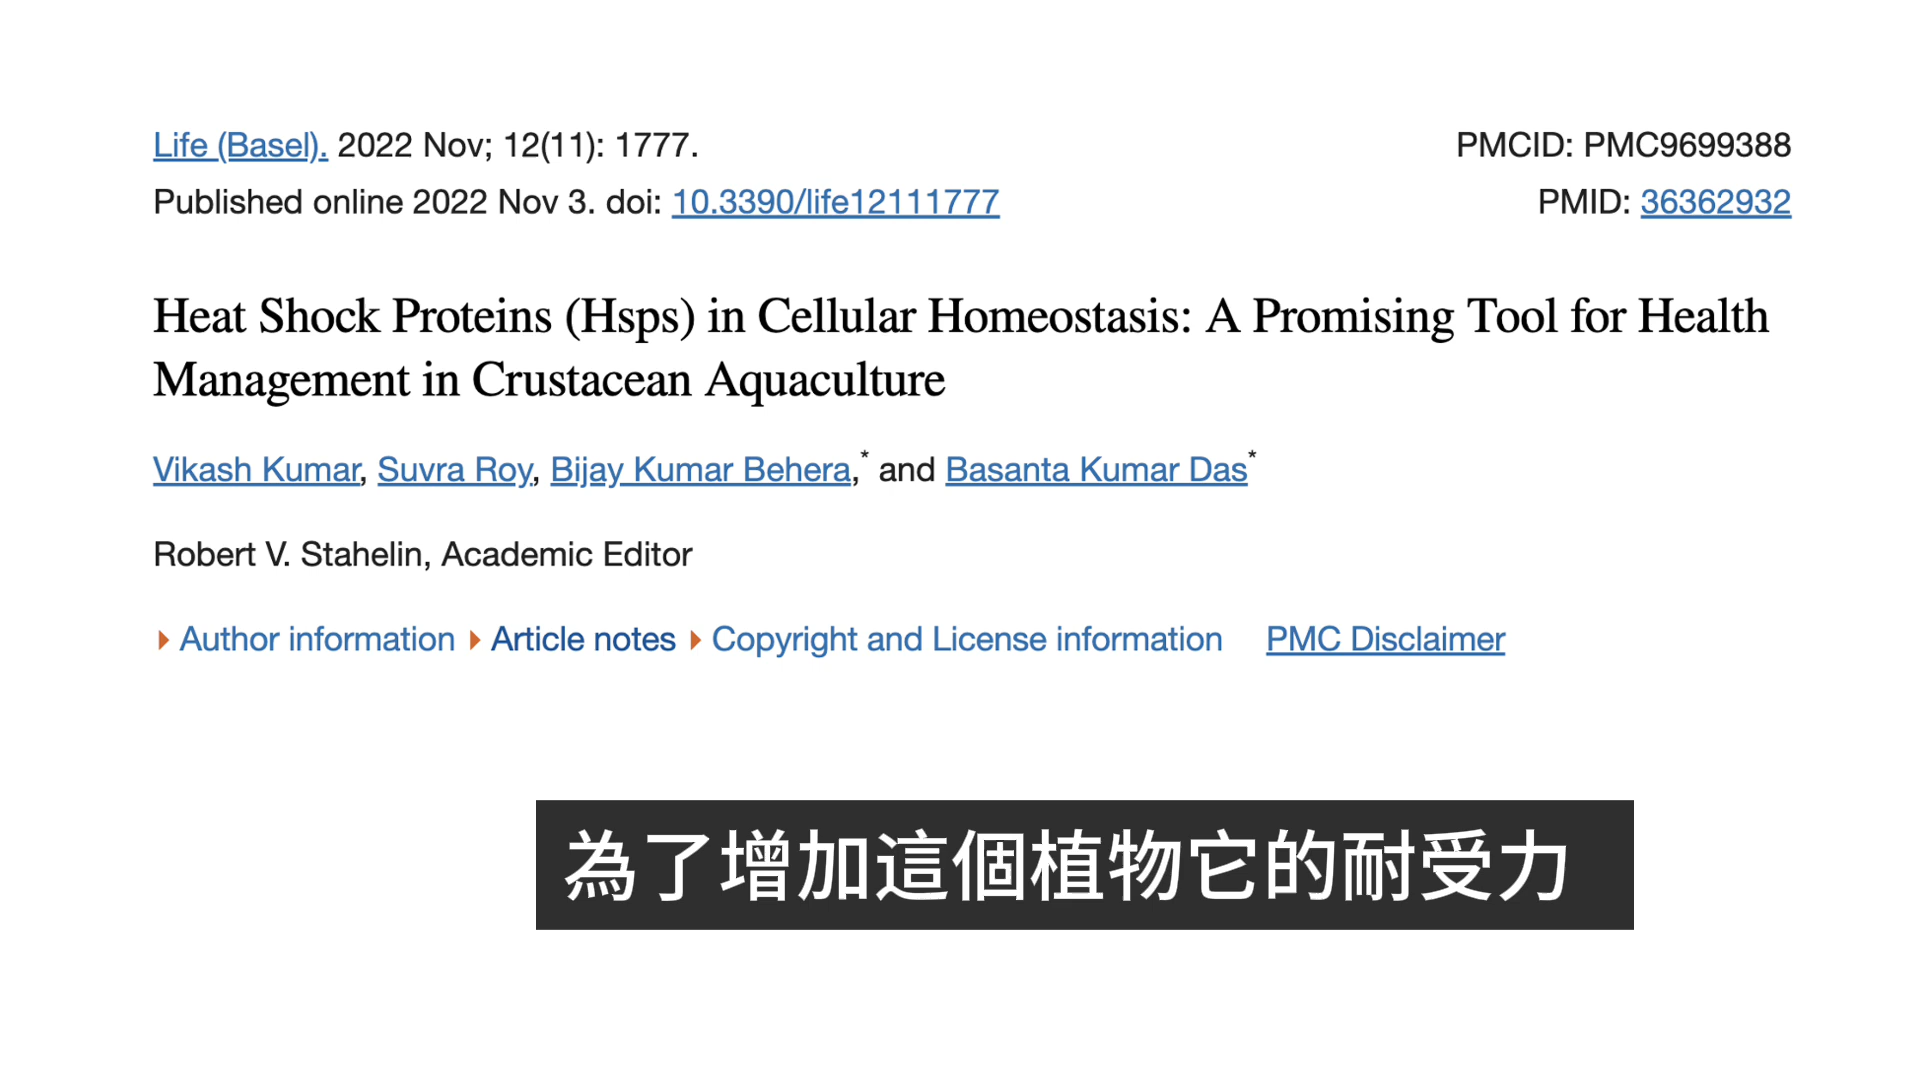 Life (Basel). 2022 Nov; 12(11): 1777.
PMCID: PMC9699388
Published online 2022 Nov 3. doi: 10.3390/life12111777
PMID: 36362932
Heat Shock Proteins (Hsps) in Cellular Homeostasis: A Promising Tool for Health
Management in Crustacean Aquaculture
Vikash Kumar, Suvra Roy, Bijay Kumar Behera,* and Basanta Kumar Das*
Robert V. Stahelin, Academic Editor
Author information Article notes Copyright and License information PMC Disclaimer
為了增加這個植物它的耐受力